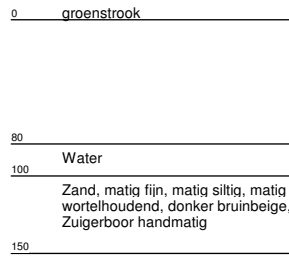 0 groenstrook
80
Water
100
Zand, matig fijn, matig siltig, matig
wortelhoudend, donker bruinbeige,
Zuigerboor handmatig
150